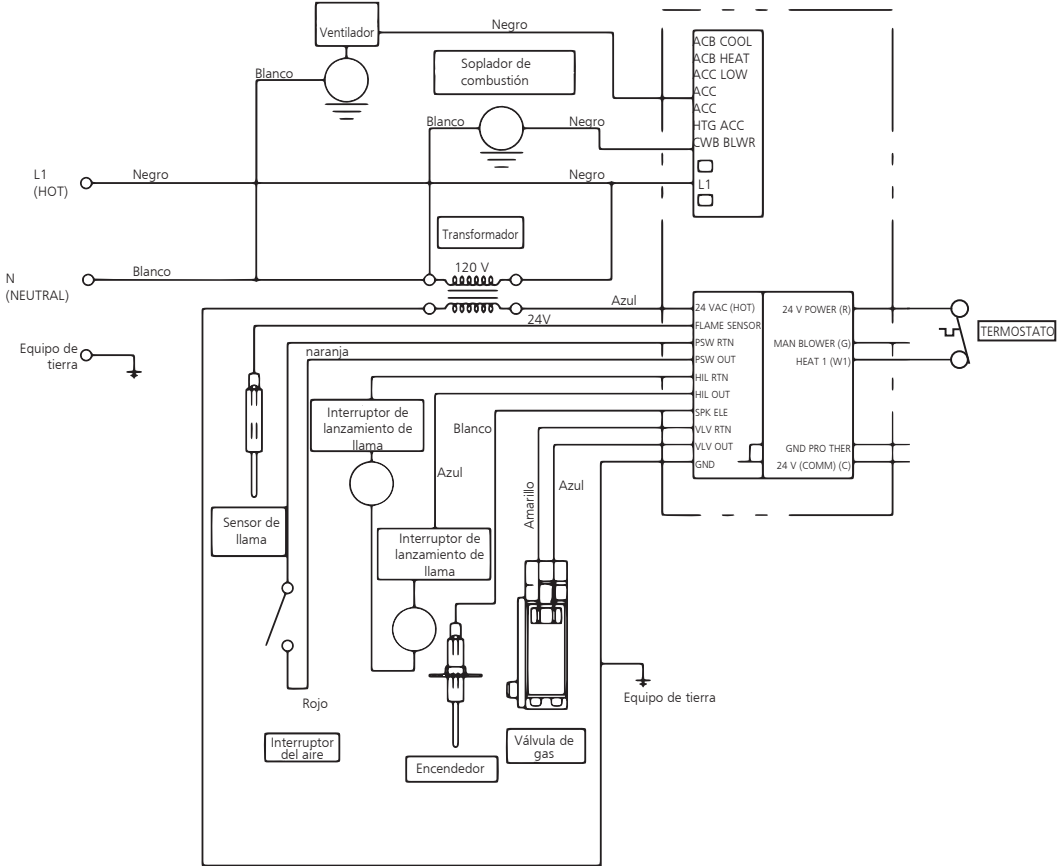 Ventilador
Negro
Blanco
Soplador de
combustión
Blanco
Negro
ACB COOL
ACB HEAT
ACC LOW
ACC
ACC
HTG ACC
CWB BLWR
L1
L1
(HOT)
Negro
Negro
Transformador
N
(NEUTRAL)
Blanco
120 V
24V
Azul
Equipo de
tierra
naranja
24 VAC (HOT)
FLAME SENSOR
PSW RTN
PSW OUT
HIL RTN
HIL OUT
SPK ELE
VLV RTN
VLV OUT
GND
24 V POWER (R)
MAN BLOWER (G)
HEAT 1 (W1)
GND PRO THER
24 V (COMM) (C)
TERMOSTATO
Interruptor de
lanzamiento de
llama
Blanco
Azul
Amarillo
Azul
Sensor de
llama
Interruptor de
lanzamiento de
llama
Rojo
Equipo de tierra
Interruptor
del aire
Encendedor
Válvula de
gas